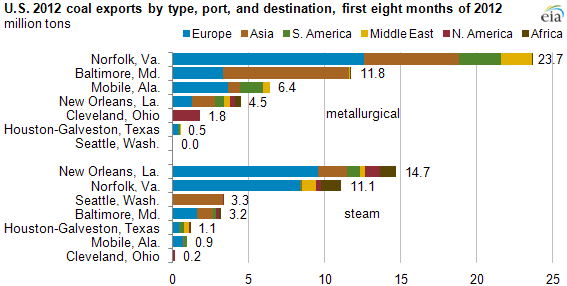 U.S. 2012 coal exports by type, port, and destination, first eight months of 2012
million tons
eia
Europe Asia S. America Middle East N. America Africa
Norfolk, Va. 23.7
Baltimore, Md. 11.8
Mobile, Ala. 6.4
New Orleans, La. 4.5
Cleveland, Ohio 1.8
metallurgical
Houston-Galveston, Texas 0.5
Seattle, Wash. 0.0
New Orleans, La. 14.7
Norfolk, Va. 11.1
Seattle, Wash. 3.3
Baltimore, Md. 3.2
steam
Houston-Galveston, Texas 1.1
Mobile, Ala. 0.9
Cleveland, Ohio 0.2
0 5 10 15 20 25